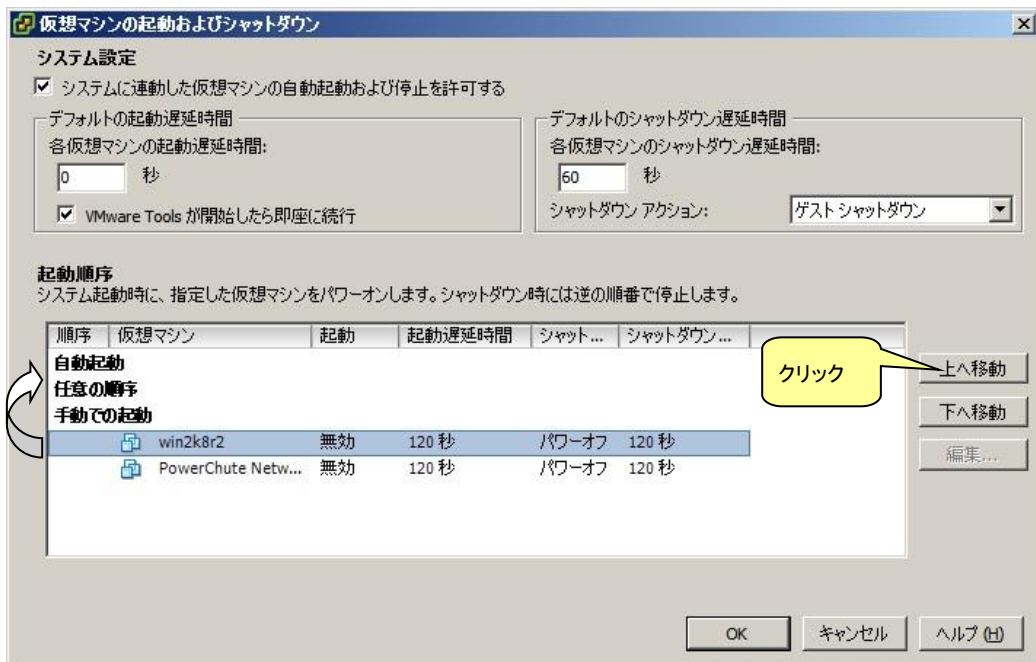 仮想マシンの起動およびシャットダウン
システム設定
システムに連動した仮想マシンの自動起動および停止を許可する
デフォルトの起動遅延時間
各仮想マシンの起動遅延時間:
0 秒
VMware Tools が開始したら即座に続行
デフォルトのシャットダウン遅延時間
各仮想マシンのシャットダウン遅延時間:
60 秒
シャットダウン アクション: ゲスト シャットダウン
起動順序
システム起動時に、指定した仮想マシンをパワーオンします。シャットダウン時には逆の順番で停止します。
順序 仮想マシン 起動 起動遅延時間 シャット... シャットダウン...
自動起動
任意の順序
手動での起動
win2k8r2 無効 120 秒 パワーオフ 120 秒
PowerChute Netw... 無効 120 秒 パワーオフ 120 秒
クリック
上へ移動
下へ移動
編集...
OK キャンセル ヘルプ (H)